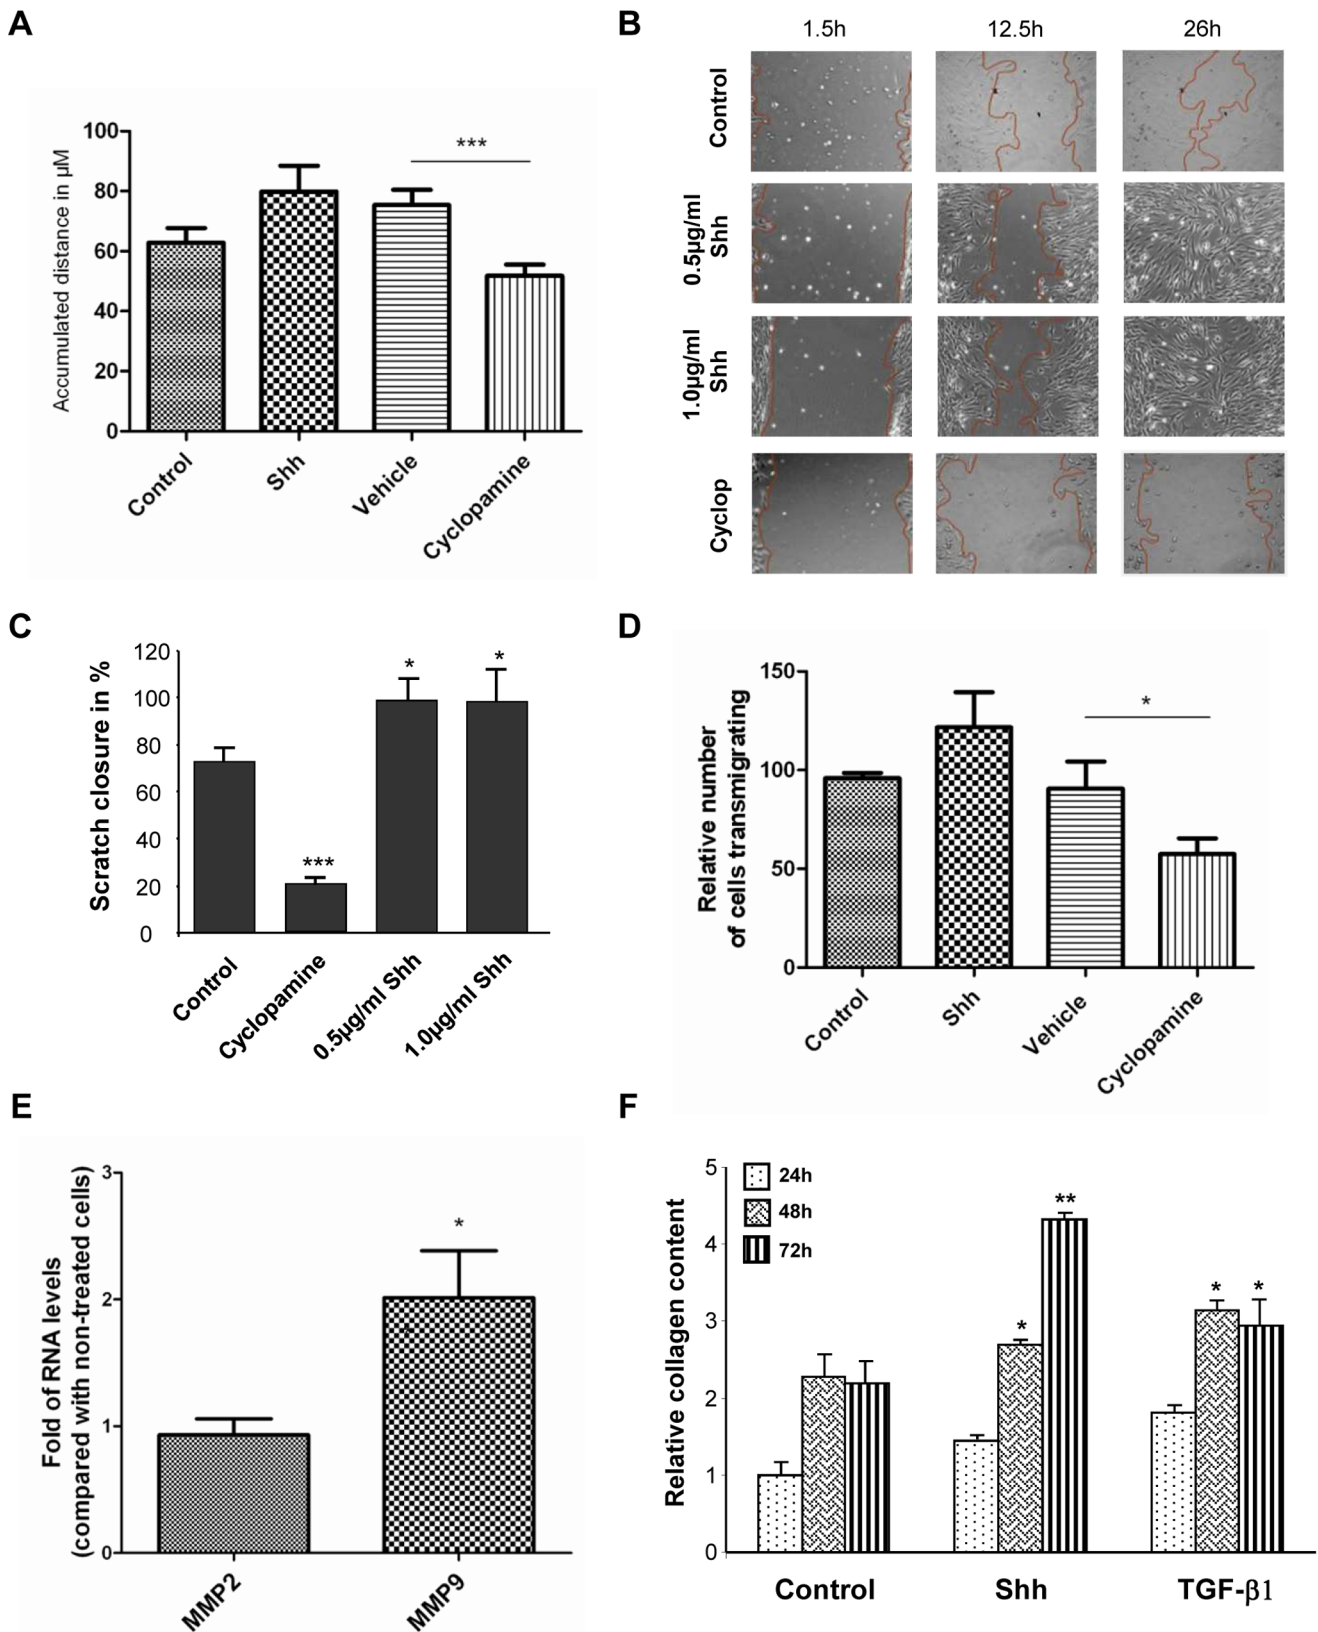 A
Accumulated distance in µM
100
80
60
40
20
0
***
Control
Shh
Vehicle
Cyclopamine
B
1.5h
12.5h
26h
Control
0.5µg/ml
Shh
1.0µg/ml
Shh
Cyclop
C
Scratch closure in %
120
100
80
60
40
20
0
***
*
*
Control
Cyclopamine
0.5µg/ml Shh
1.0µg/ml Shh
D
Relative number
of cells transmigrating
150
100
50
0
*
Control
Shh
Vehicle
Cyclopamine
E
Fold of RNA levels
(compared with non-treated cells)
3
2
1
0
*
MMP2
MMP9
F
Relative collagen content
5
4
3
2
1
0
24h
48h
72h
*
**
*
*
Control
Shh
TGF-β1